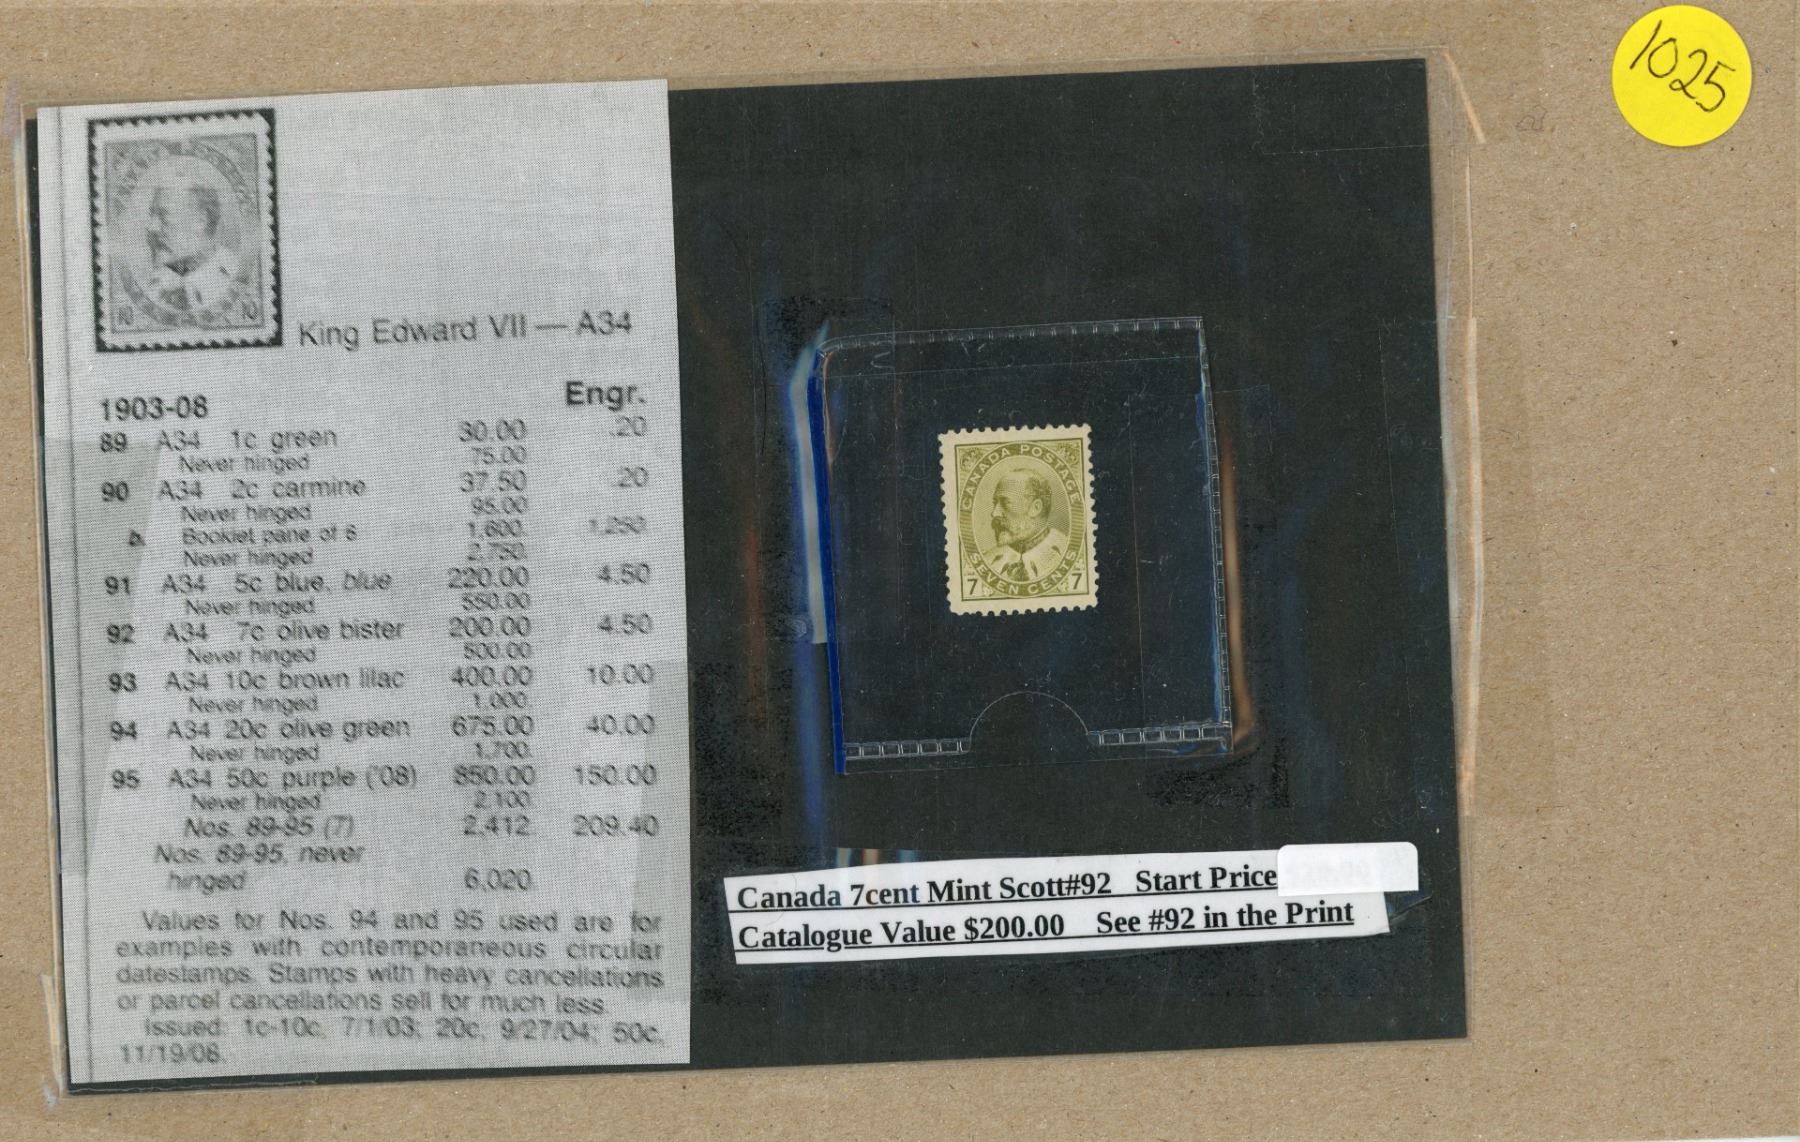 1025
King Edward VII — A34
1903-08 Engr.
89 A34 1c green 30.00 .20
Never hinged 75.00
90 A34 2c carmine 37.50 .20
Never hinged 95.00
b. Booklet pane of 6 1,600. 1,250.
Never hinged 2,750.
91 A34 5c blue, blue 220.00 4.50
Never hinged 550.00
92 A34 7c olive bister 200.00 4.50
Never hinged 500.00
93 A34 10c brown lilac 400.00 10.00
Never hinged 1,000.
94 A34 20c olive green 675.00 40.00
Never hinged 1,700.
95 A34 50c purple ('08) 850.00 150.00
Never hinged 2,100.
Nos. 89-95 (7) 2,412. 209.40
Nos. 89-95, never
hinged 6,020.
Values for Nos. 94 and 95 used are for
examples with contemporaneous circular
datestamps. Stamps with heavy cancellations
or parcel cancellations sell for much less.
Issued: 1c-10c, 7/1/03; 20c, 9/27/04; 50c,
11/19/08.
CANADA POSTAGE
SEVEN CENTS
7 7
Canada 7cent Mint Scott#92 Start Price
Catalogue Value $200.00 See #92 in the Print